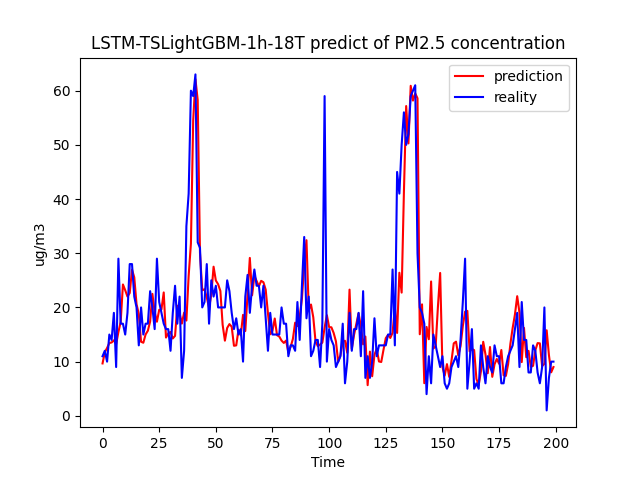 LSTM-TSLightGBM-1h-18T predict of PM2.5 concentration
prediction
reality
60
50
40
30
20
10
0
ug/m3
0 25 50 75 100 125 150 175 200
Time